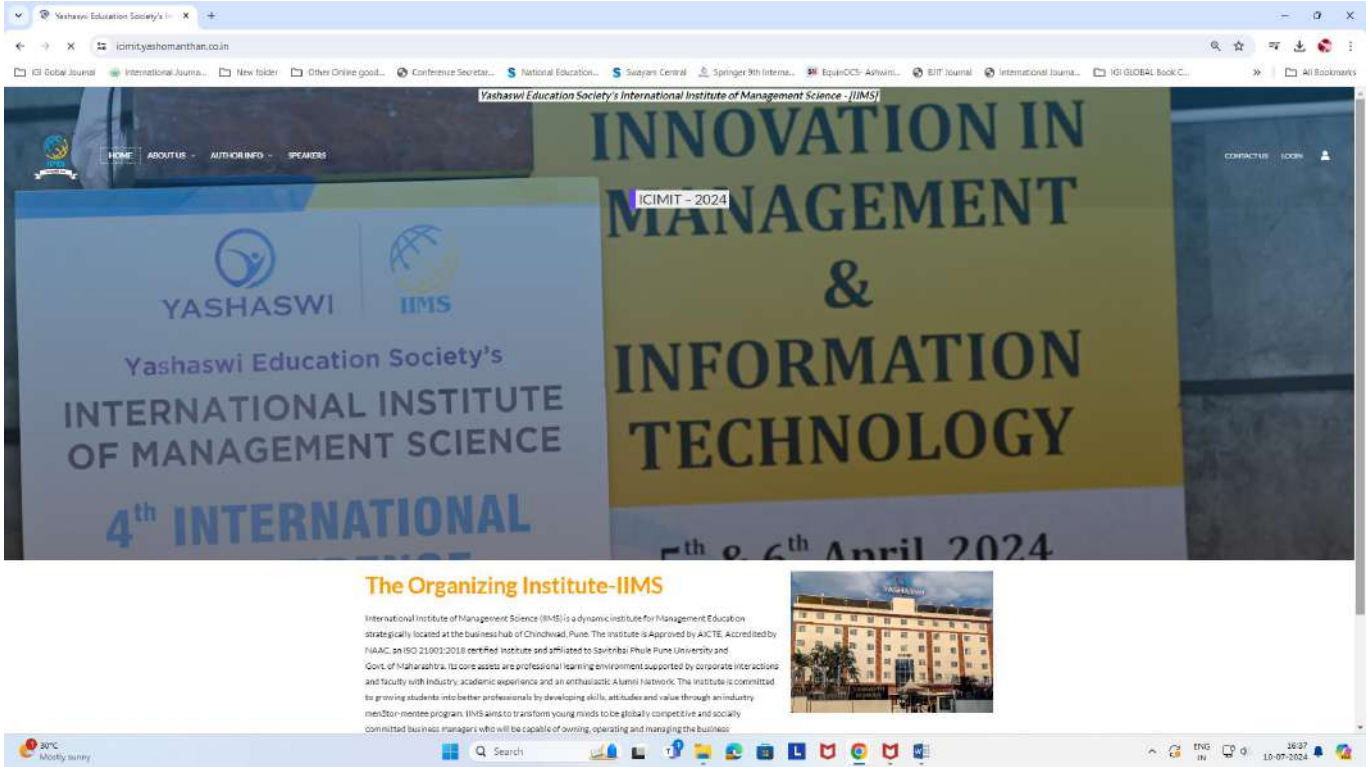 Yashaswi Education Society's In
icimit.yashomanthan.co.in
IGI Gobal Journal
International Journa...
New folder
Other Online good...
Conference Secretar...
National Education...
Swayam Central
Springer 9th Interna...
EquinOCS- Ashwini...
BJIT Journal
International Journa...
IGI GLOBAL Book C...
All Bookmarks
Yashaswi Education Society's International Institute of Management Science -[IIMS]
HOME
ABOUT US
AUTHOR INFO
SPEAKERS
CONTACT US
LOGIN
ICIMIT – 2024
YASHASWI
IIMS
Yashaswi Education Society's
INTERNATIONAL INSTITUTE
OF MANAGEMENT SCIENCE
4th INTERNATIONAL
INNOVATION IN
MANAGEMENT
&
INFORMATION
TECHNOLOGY
5th & 6th April 2024
The Organizing Institute-IIMS
International Institute of Management Science (IIMS) is a dynamic institute for Management Education
strategically located at the business hub of Chinchwad, Pune. The Institute is Approved by AICTE, Accredited by
NAAC, an ISO 21001:2018 certified Institute and affiliated to Savitribai Phule Pune University and
Govt. of Maharashtra. Its core assets are professional learning environment supported by corporate interactions
and faculty with industry, academic experience and an enthusiastic Alumni Network. The Institute is committed
to growing students into better professionals by developing skills, attitudes and value through an industry
men3tor-mentee program. IIMS aims to transform young minds to be globally competitive and socially
committed business managers who will be capable of owning, operating and managing the business
YASHASWI
30°C
Mostly sunny
Search
ENG
IN
16:37
10-07-2024